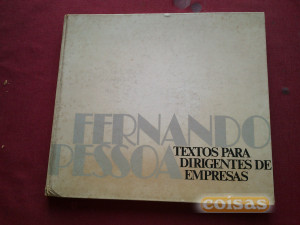 FERNANDO
PESSOA
TEXTOS PARA
DIRIGENTES DE
EMPRESAS
coisas